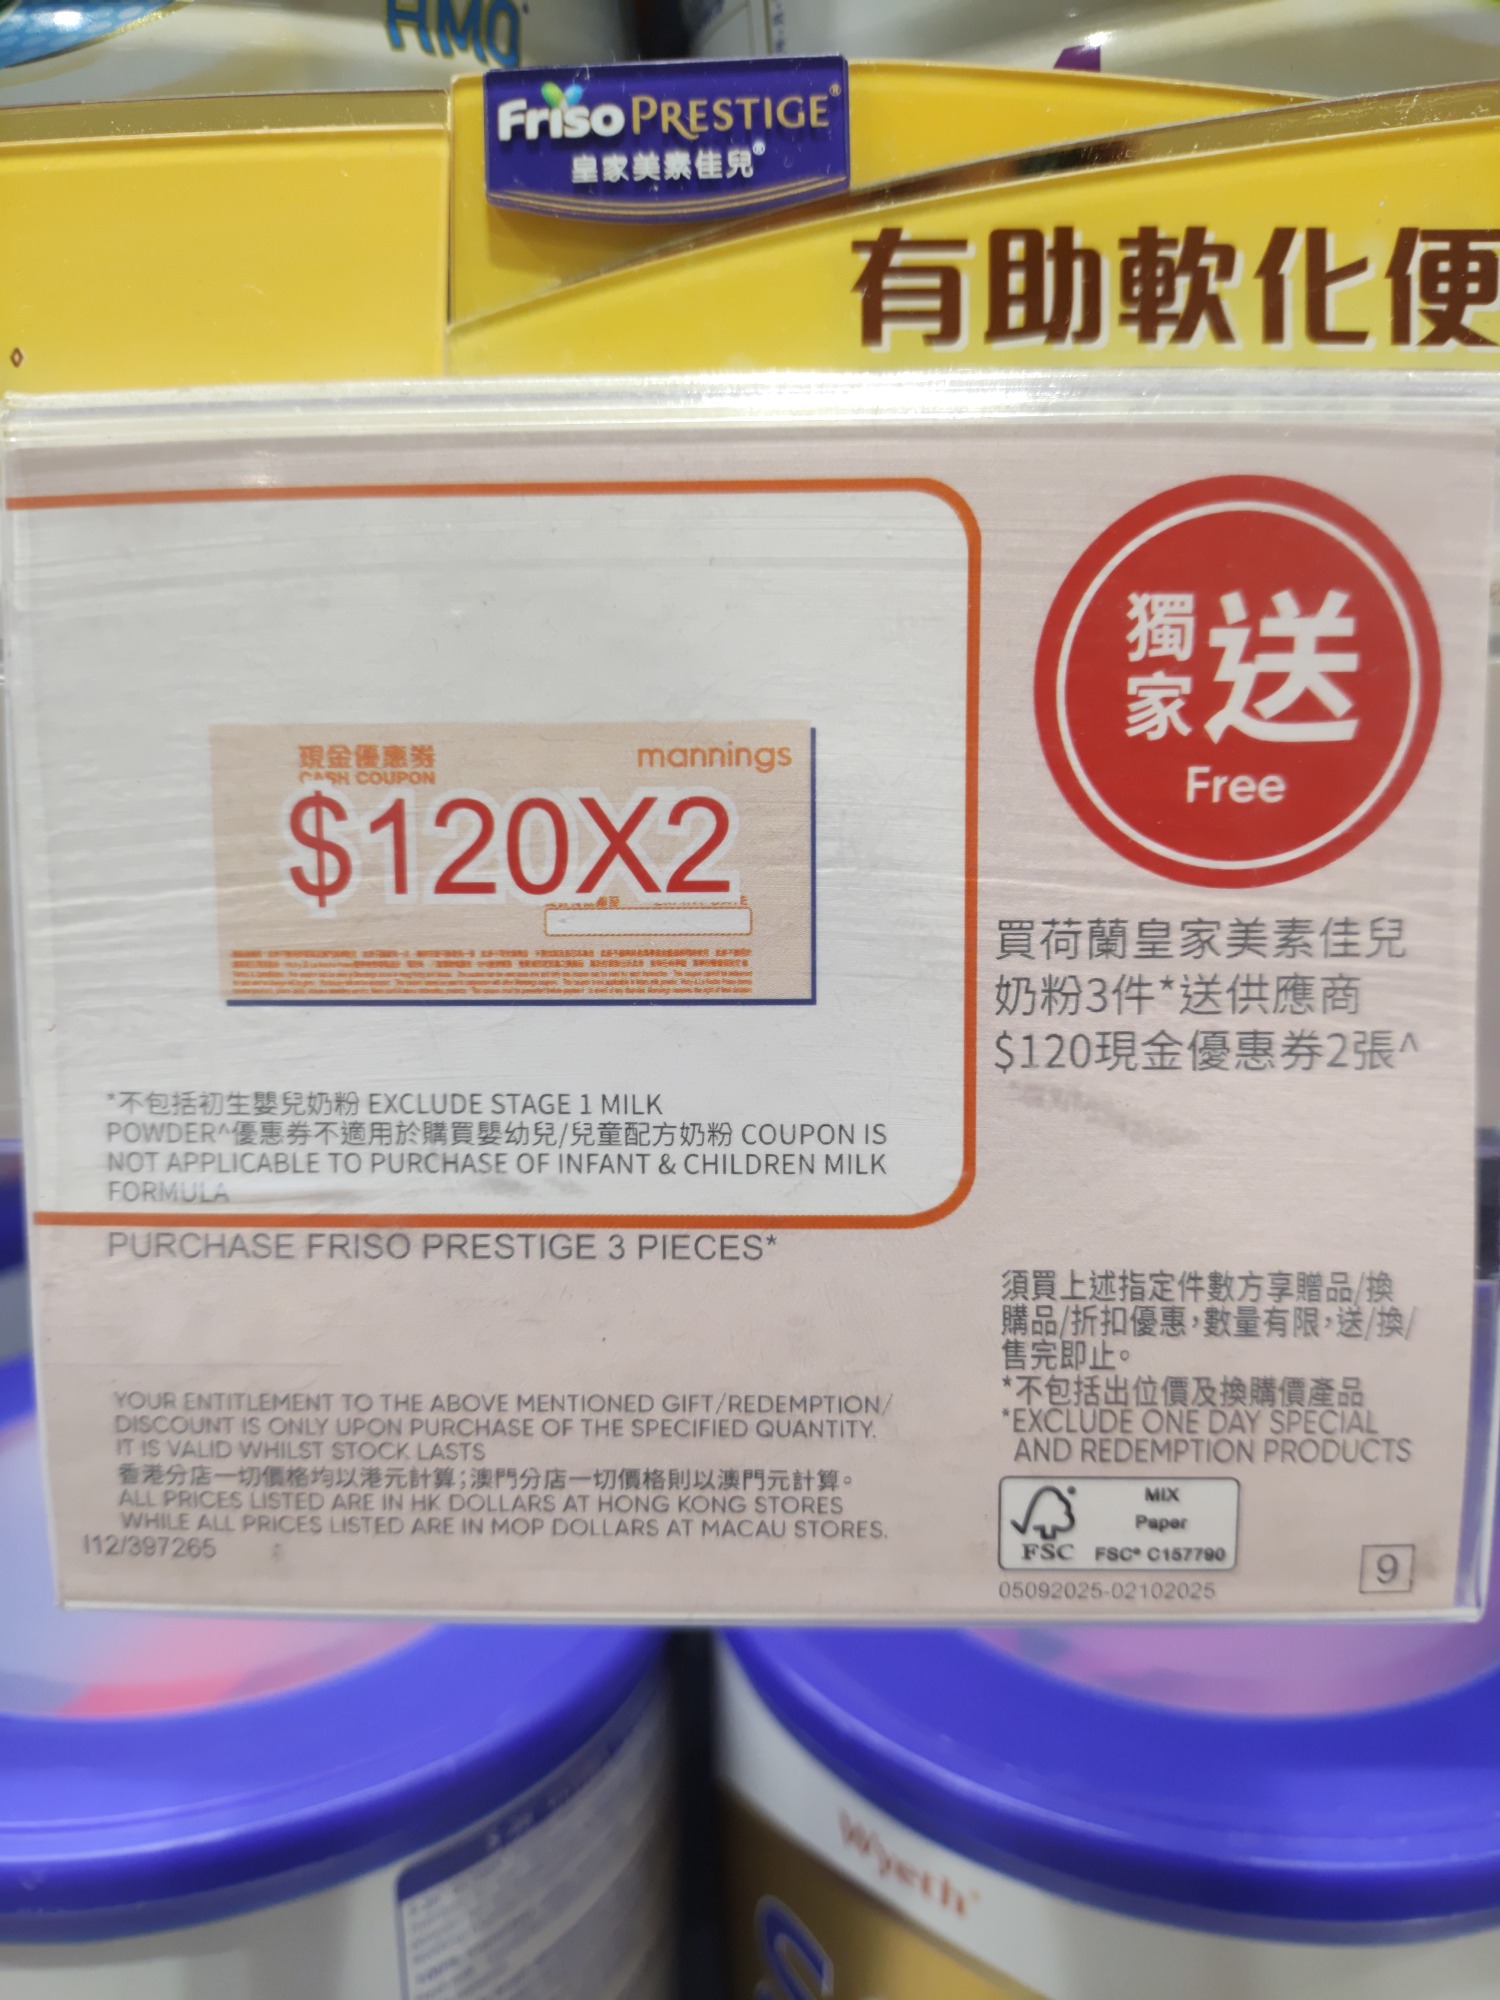 HMO
Friso PRESTIGE®
皇家美素佳兒®
有助軟化便
獨家送
Free
現金優惠券
mannings
CASH COUPON
$120X2
買荷蘭皇家美素佳兒
奶粉3件*送供應商
$120現金優惠券2張^
*不包括初生嬰兒奶粉 EXCLUDE STAGE 1 MILK
POWDER^優惠券不適用於購買嬰幼兒/兒童配方奶粉 COUPON IS
NOT APPLICABLE TO PURCHASE OF INFANT & CHILDREN MILK
FORMULA
PURCHASE FRISO PRESTIGE 3 PIECES*
須買上述指定件數方享贈品/換
購品/折扣優惠，數量有限，送/換/
售完即止。
*不包括出位價及換購價產品
*EXCLUDE ONE DAY SPECIAL
AND REDEMPTION PRODUCTS
YOUR ENTITLEMENT TO THE ABOVE MENTIONED GIFT/REDEMPTION/
DISCOUNT IS ONLY UPON PURCHASE OF THE SPECIFIED QUANTITY.
IT IS VALID WHILST STOCK LASTS
香港分店一切價格均以港元計算；澳門分店一切價格則以澳門元計算。
ALL PRICES LISTED ARE IN HK DOLLARS AT HONG KONG STORES
WHILE ALL PRICES LISTED ARE IN MOP DOLLARS AT MACAU STORES.
I12/397265
MIX
Paper
FSC FSC® C157790
05092025-02102025
9
Wyeth